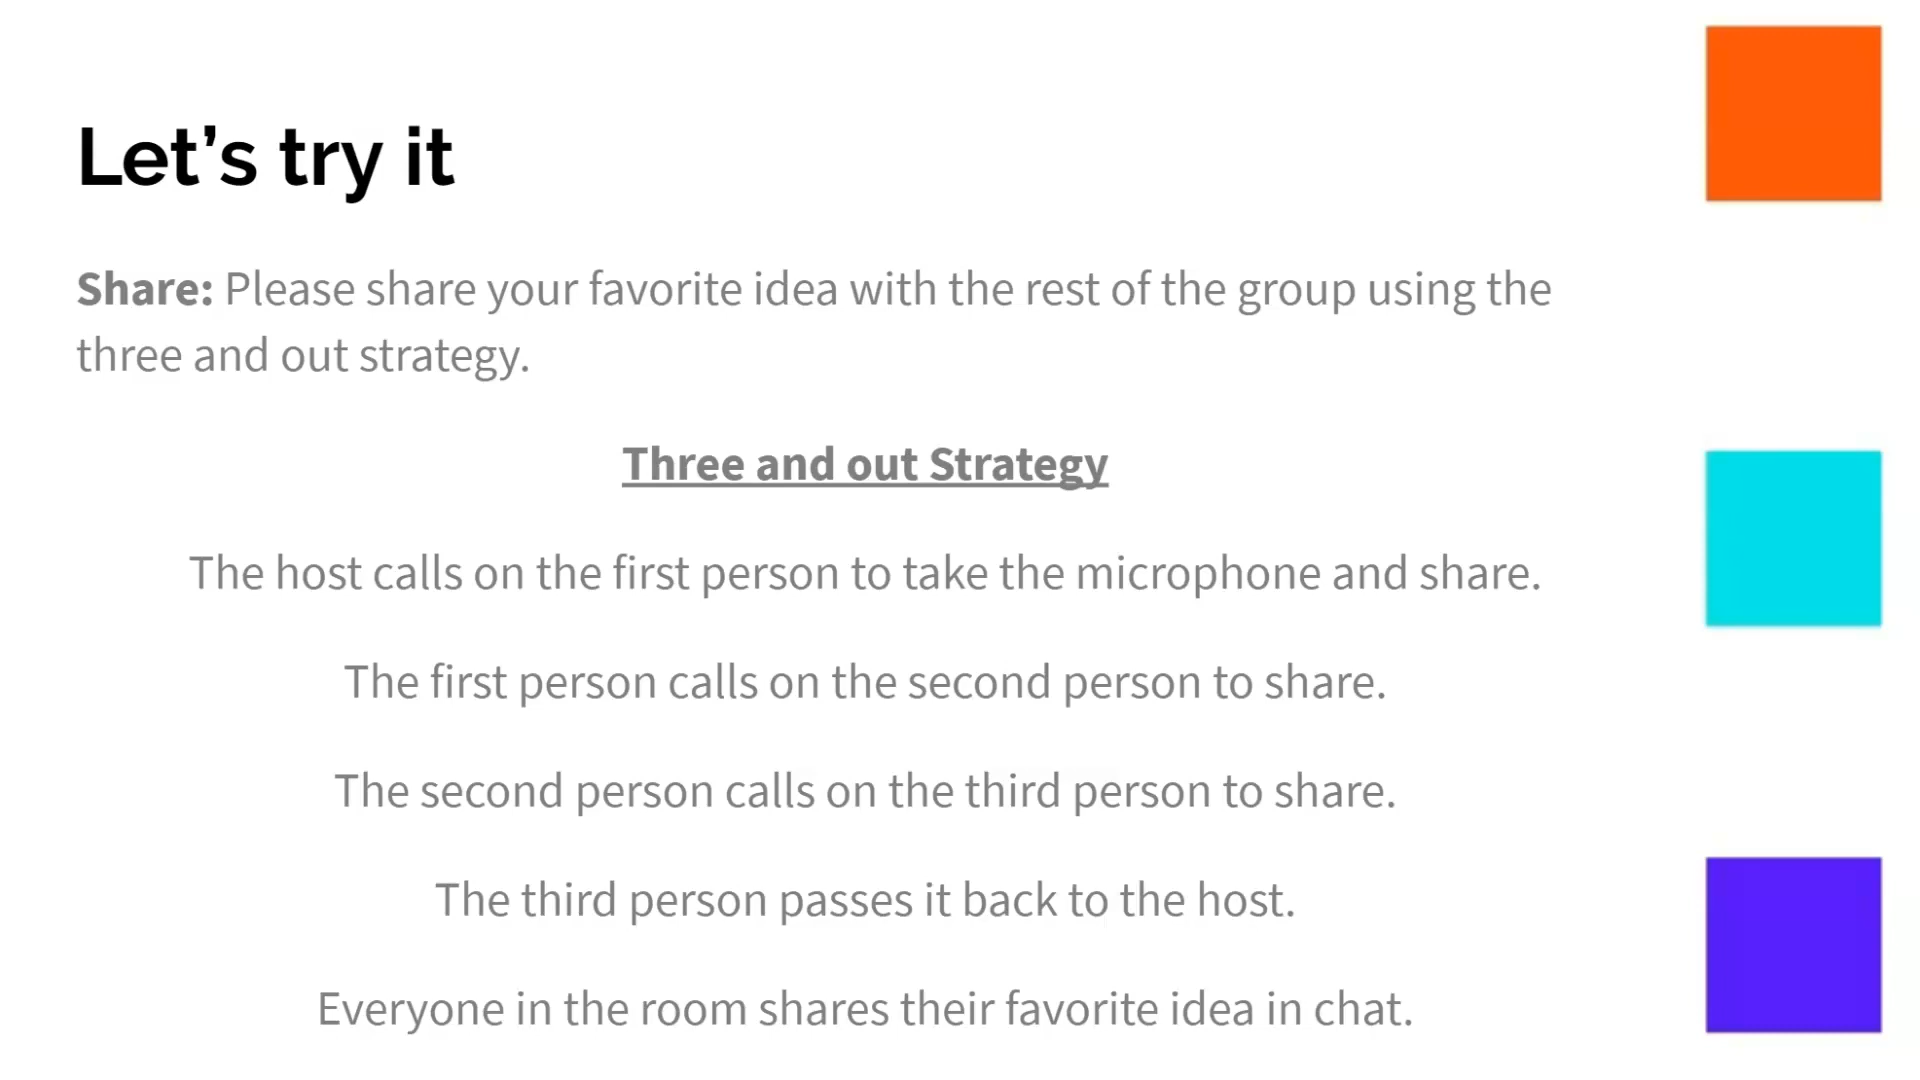 Let’s try it
Share: Please share your favorite idea with the rest of the group using the
three and out strategy.
Three and out Strategy
The host calls on the first person to take the microphone and share.
The first person calls on the second person to share.
The second person calls on the third person to share.
The third person passes it back to the host.
Everyone in the room shares their favorite idea in chat.